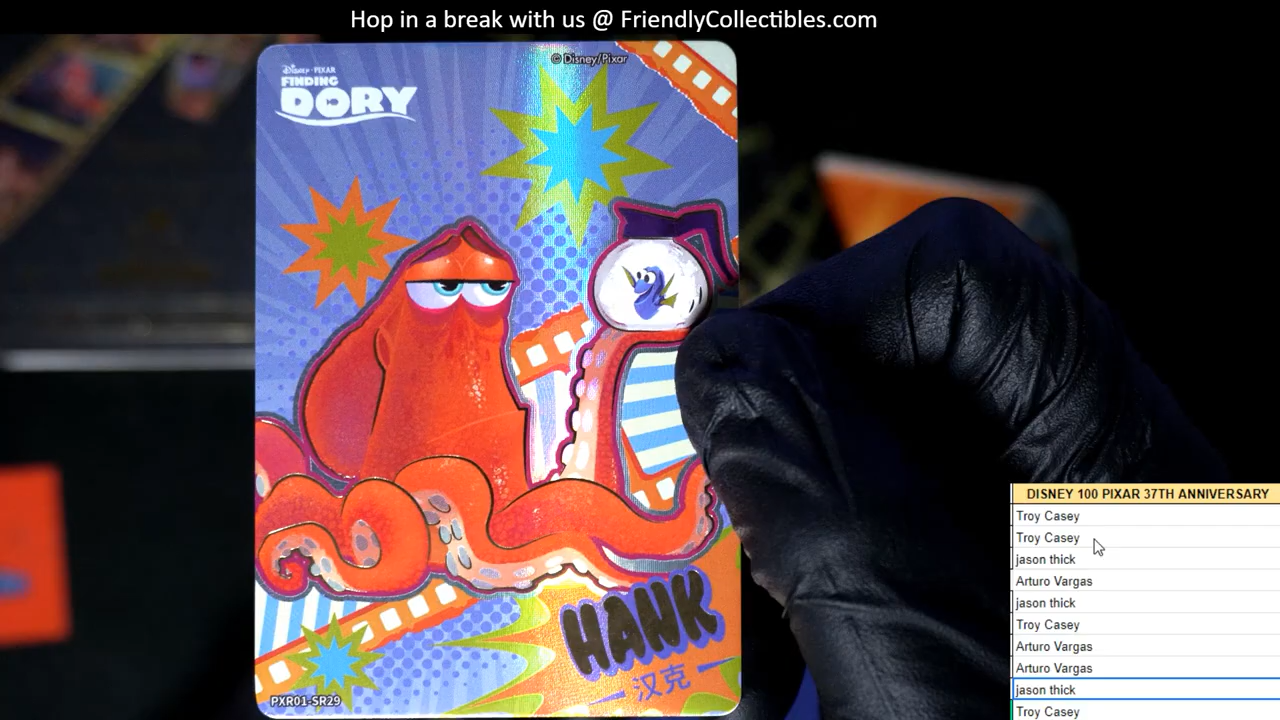 Hop in a break with us @ FriendlyCollectibles.com
© Disney/Pixar
DISNEY · PIXAR
FINDING
DORY
HANK
汉克
PXR01-SR29
DISNEY 100 PIXAR 37TH ANNIVERSARY
Troy Casey
Troy Casey
jason thick
Arturo Vargas
jason thick
Troy Casey
Arturo Vargas
Arturo Vargas
jason thick
Troy Casey